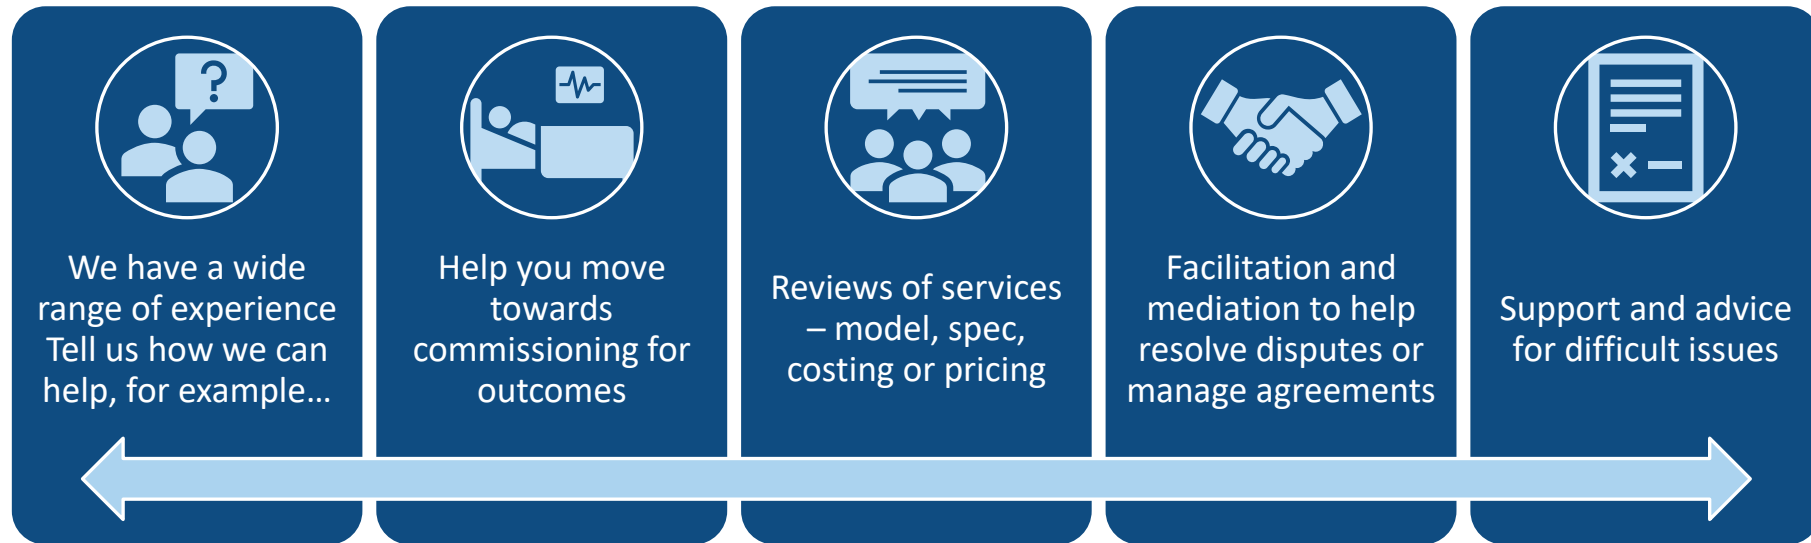 ?
We have a wide
range of experience
Tell us how we can
help, for example…
Help you move
towards
commissioning for
outcomes
Reviews of services
– model, spec,
costing or pricing
Facilitation and
mediation to help
resolve disputes or
manage agreements
Support and advice
for difficult issues